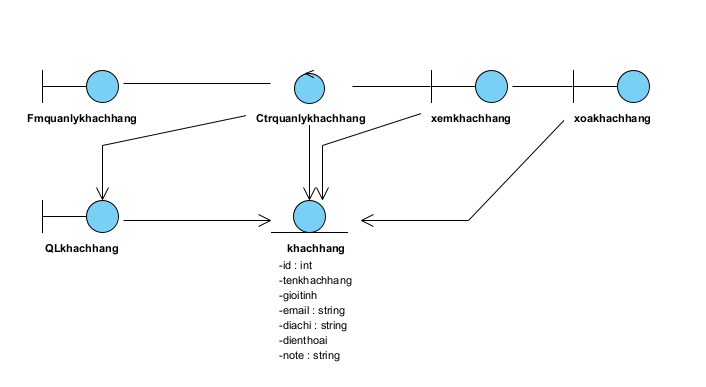 Fmquanlykhachhang
Ctrquanlykhachhang
xemkhachhang
xoakhachhang
QLkhachhang
khachhang
-id : int
-tenkhachhang
-gioitinh
-email : string
-diachi : string
-dienthoai
-note : string